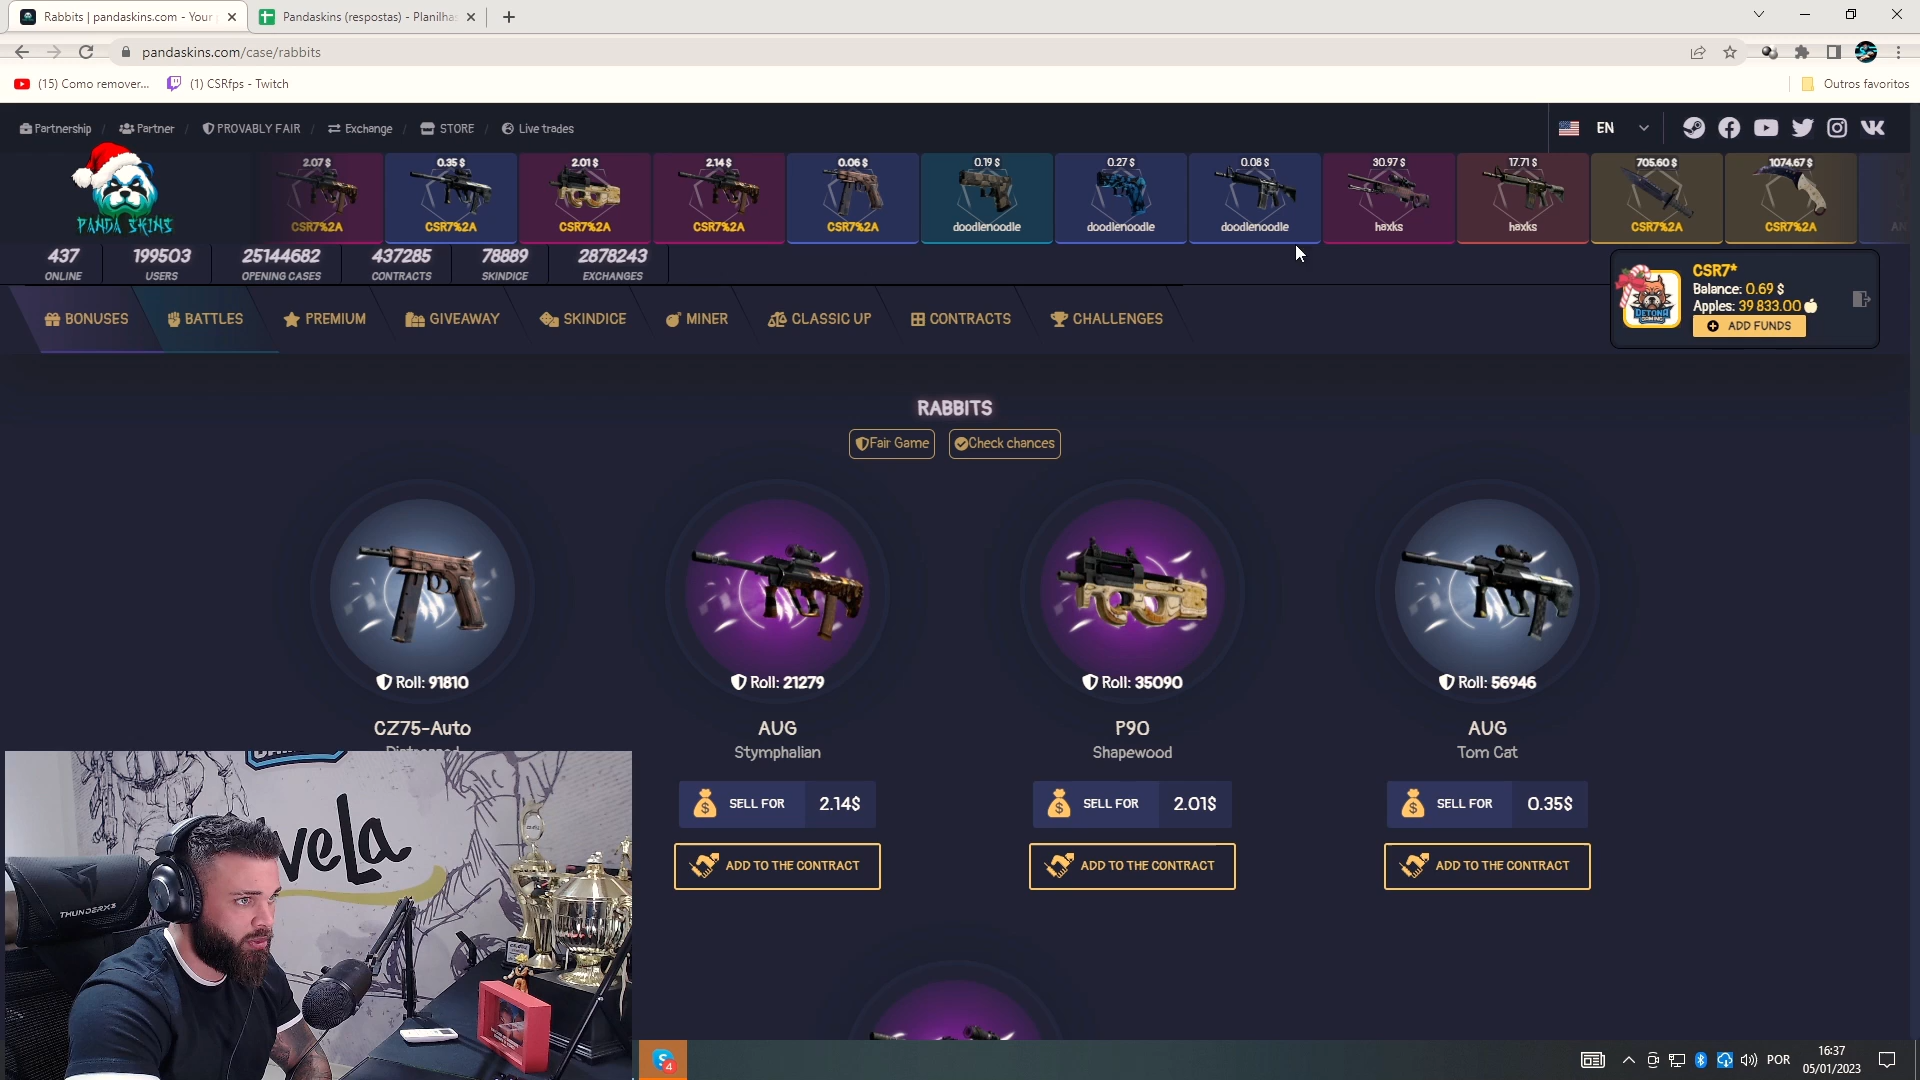 Rabbits | pandaskins.com - Your
Pandaskins (respostas) - Planilhas
pandaskins.com/case/rabbits
(15) Como remover...
(1) CSRfps - Twitch
Outros favoritos
Partnership / Partner / PROVABLY FAIR / Exchange / STORE / Live trades
EN
PANDA SKINS
2.07 $
0.35 $
2.01 $
2.14 $
0.06 $
0.19 $
0.27 $
0.08 $
30.97 $
17.71 $
705.60 $
1074.67 $
CSR7%2A
CSR7%2A
CSR7%2A
CSR7%2A
CSR7%2A
doodlenoodle
doodlenoodle
doodlenoodle
haxks
haxks
CSR7%2A
CSR7%2A
437
ONLINE
199503
USERS
25144682
OPENING CASES
437285
CONTRACTS
78889
SKINDICE
2878243
EXCHANGES
CSR7*
Balance: 0.69 $
Apples: 39 833.00
ADD FUNDS
DETONA
BONUSES
BATTLES
PREMIUM
GIVEAWAY
SKINDICE
MINER
CLASSIC UP
CONTRACTS
CHALLENGES
RABBITS
Fair Game
Check chances
Roll: 91810
Roll: 21279
Roll: 35090
Roll: 56946
CZ75-Auto
AUG
Stymphalian
P90
Shapewood
AUG
Tom Cat
SELL FOR 2.14$
SELL FOR 2.01$
SELL FOR 0.35$
ADD TO THE CONTRACT
ADD TO THE CONTRACT
ADD TO THE CONTRACT
THUNDERX3
4
POR
16:37
05/01/2023